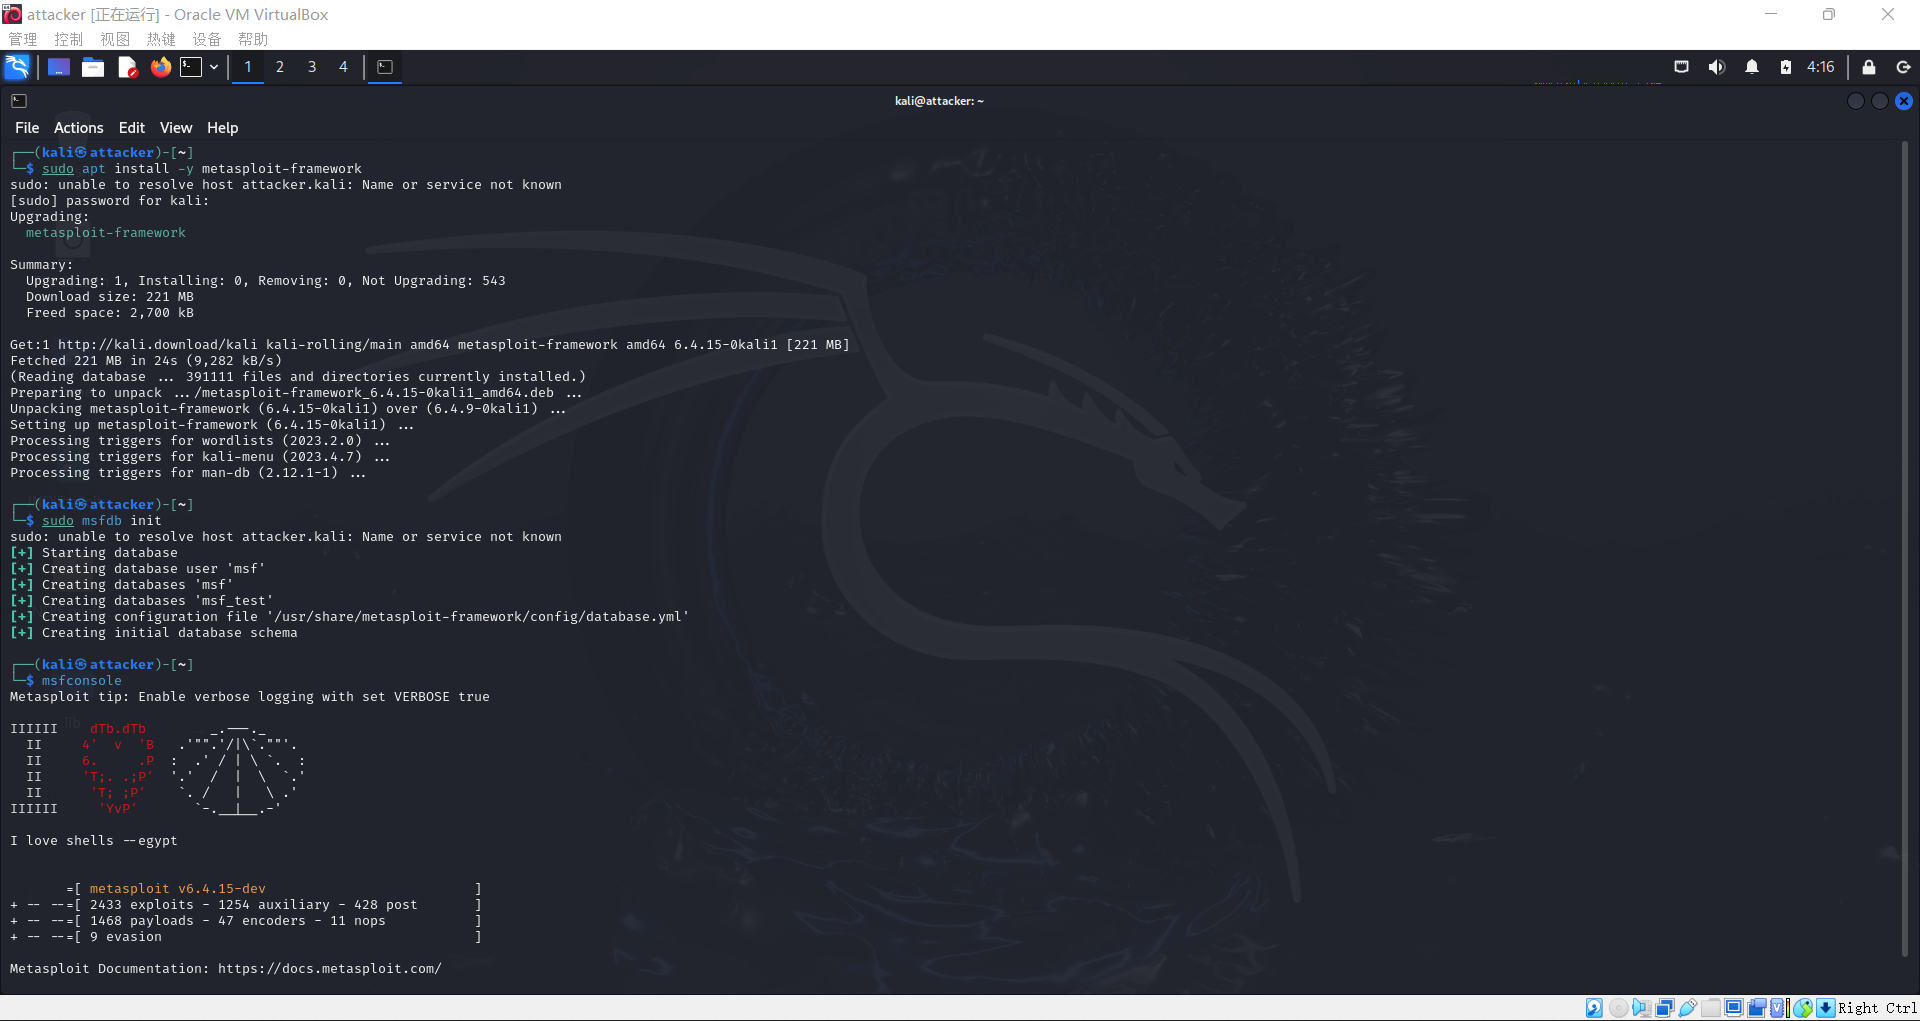 attacker [正在运行] - Oracle VM VirtualBox
管理 控制 视图 热键 设备 帮助
1 2 3 4 4:16
kali@attacker: ~
File Actions Edit View Help
┌──(kali㉿attacker)-[~]
└─$ sudo apt install -y metasploit-framework
sudo: unable to resolve host attacker.kali: Name or service not known
[sudo] password for kali:
Upgrading:
metasploit-framework
Summary:
Upgrading: 1, Installing: 0, Removing: 0, Not Upgrading: 543
Download size: 221 MB
Freed space: 2,700 kB
Get:1 http://kali.download/kali kali-rolling/main amd64 metasploit-framework amd64 6.4.15-0kali1 [221 MB]
Fetched 221 MB in 24s (9,282 kB/s)
(Reading database ... 391111 files and directories currently installed.)
Preparing to unpack .../metasploit-framework_6.4.15-0kali1_amd64.deb ...
Unpacking metasploit-framework (6.4.15-0kali1) over (6.4.9-0kali1) ...
Setting up metasploit-framework (6.4.15-0kali1) ...
Processing triggers for wordlists (2023.2.0) ...
Processing triggers for kali-menu (2023.4.7) ...
Processing triggers for man-db (2.12.1-1) ...
┌──(kali㉿attacker)-[~]
└─$ sudo msfdb init
sudo: unable to resolve host attacker.kali: Name or service not known
[+] Starting database
[+] Creating database user 'msf'
[+] Creating databases 'msf'
[+] Creating databases 'msf_test'
[+] Creating configuration file '/usr/share/metasploit-framework/config/database.yml'
[+] Creating initial database schema
┌──(kali㉿attacker)-[~]
└─$ msfconsole
Metasploit tip: Enable verbose logging with set VERBOSE true
IIIIII    dTb.dTb        _.---._
  II     4'  v  'B   .'"".'/|\`.""'.
  II     6.     .P  :  .' / | \ `.  :
  II     'T;. .;P'  '.'  /  |  \  `.'
  II      'T; ;P'    `. /   |   \ .'
IIIIII     'YvP'       `-.__|__.-'
I love shells --egypt
=[ metasploit v6.4.15-dev ]
+ -- --=[ 2433 exploits - 1254 auxiliary - 428 post ]
+ -- --=[ 1468 payloads - 47 encoders - 11 nops ]
+ -- --=[ 9 evasion ]
Metasploit Documentation: https://docs.metasploit.com/
Right Ctrl